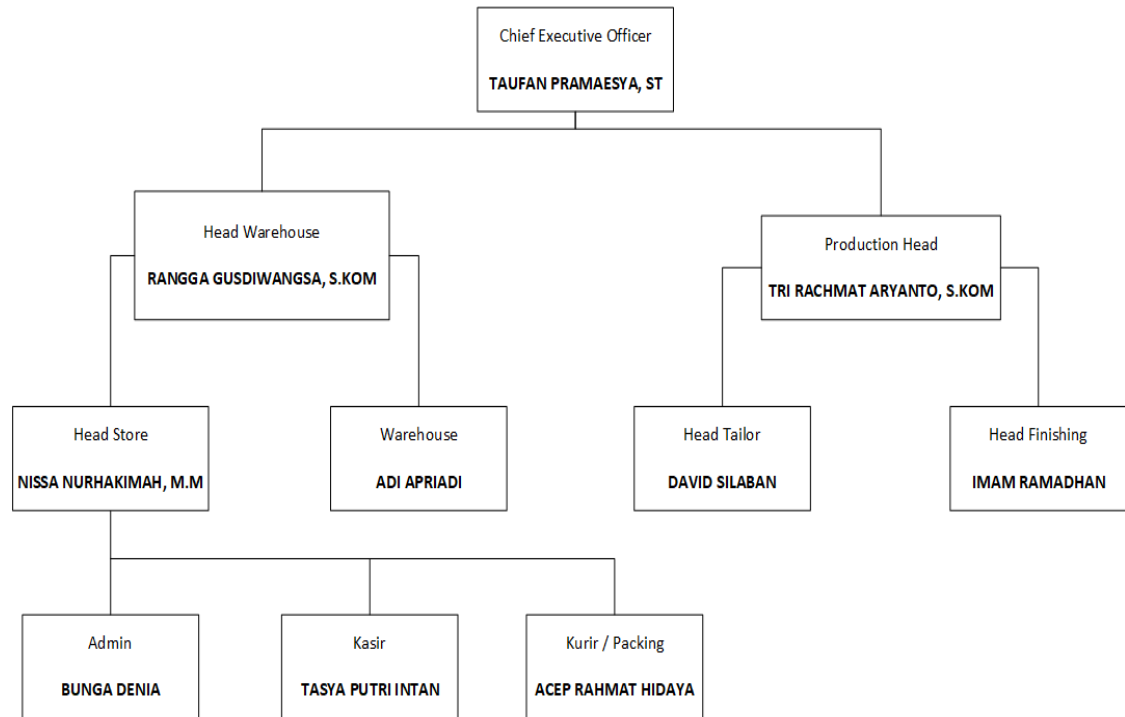 Chief Executive Officer
TAUFAN PRAMAESYA, ST
Head Warehouse
RANGGA GUSDIWANGSA, S.KOM
Production Head
TRI RACHMAT ARYANTO, S.KOM
Head Store
NISSA NURHAKIMAH, M.M
Warehouse
ADI APRIADI
Head Tailor
DAVID SILABAN
Head Finishing
IMAM RAMADHAN
Admin
BUNGA DENIA
Kasir
TASYA PUTRI INTAN
Kurir / Packing
ACEP RAHMAT HIDAYA